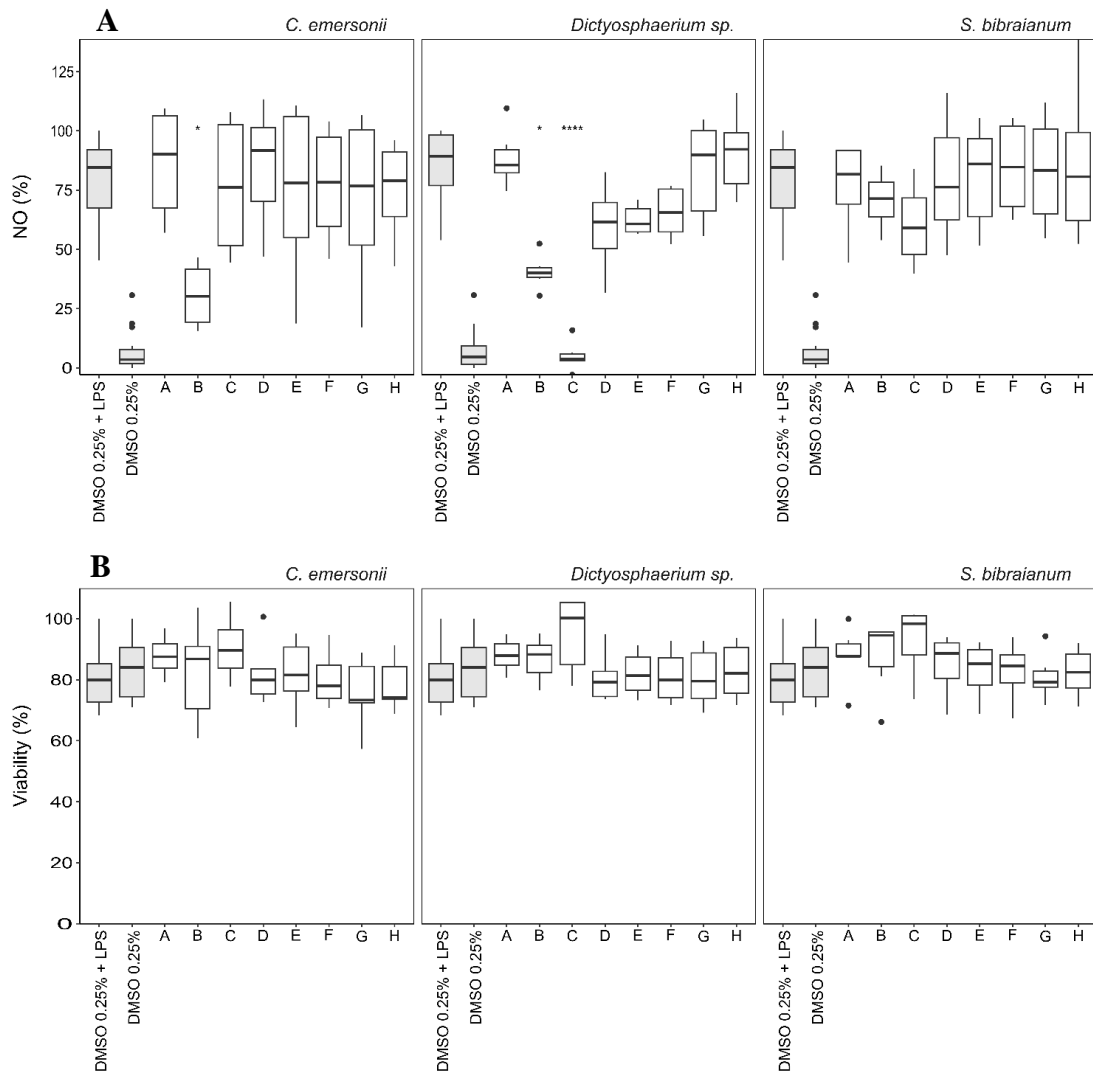 A
C. emersonii Dictyosphaerium sp. S. bibraianum
NO (%)
125
100
75
50
25
0
* * ****
DMSO 0.25% + LPS DMSO 0.25% A B C D E F G H
DMSO 0.25% + LPS DMSO 0.25% A B C D E F G H
DMSO 0.25% + LPS DMSO 0.25% A B C D E F G H
B
C. emersonii Dictyosphaerium sp. S. bibraianum
Viability (%)
100
80
60
40
20
0
DMSO 0.25% + LPS DMSO 0.25% A B C D E F G H
DMSO 0.25% + LPS DMSO 0.25% A B C D E F G H
DMSO 0.25% + LPS DMSO 0.25% A B C D E F G H